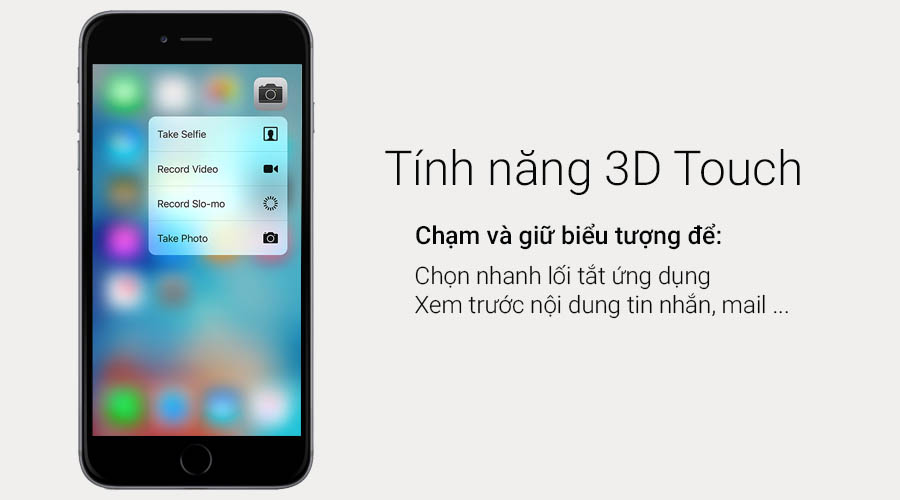 Take Selfie
Record Video
Record Slo-mo
Take Photo
Tính năng 3D Touch
Chạm và giữ biểu tượng để:
Chọn nhanh lối tắt ứng dụng
Xem trước nội dung tin nhắn, mail ...